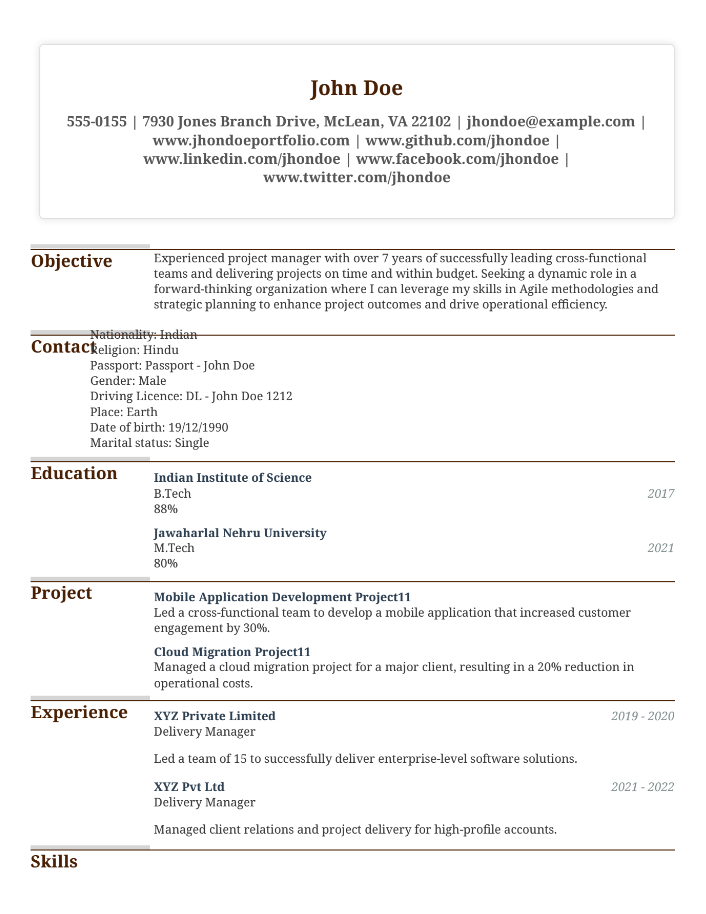 John Doe
555-0155 | 7930 Jones Branch Drive, McLean, VA 22102 | jhondoe@example.com |
www.jhondoeportfolio.com | www.github.com/jhondoe |
www.linkedin.com/jhondoe | www.facebook.com/jhondoe |
www.twitter.com/jhondoe
Objective
Experienced project manager with over 7 years of successfully leading cross-functional
teams and delivering projects on time and within budget. Seeking a dynamic role in a
forward-thinking organization where I can leverage my skills in Agile methodologies and
strategic planning to enhance project outcomes and drive operational efficiency.
Contact
Nationality: Indian
Religion: Hindu
Passport: Passport - John Doe
Gender: Male
Driving Licence: DL - John Doe 1212
Place: Earth
Date of birth: 19/12/1990
Marital status: Single
Education
Indian Institute of Science
B.Tech 2017
88%
Jawaharlal Nehru University
M.Tech 2021
80%
Project
Mobile Application Development Project11
Led a cross-functional team to develop a mobile application that increased customer
engagement by 30%.
Cloud Migration Project11
Managed a cloud migration project for a major client, resulting in a 20% reduction in
operational costs.
Experience
XYZ Private Limited 2019 - 2020
Delivery Manager
Led a team of 15 to successfully deliver enterprise-level software solutions.
XYZ Pvt Ltd 2021 - 2022
Delivery Manager
Managed client relations and project delivery for high-profile accounts.
Skills